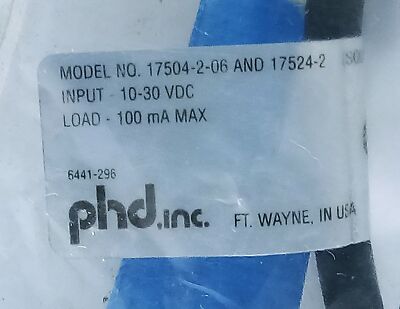 MODEL NO. 17504-2-06 AND 17524-2
INPUT - 10-30 VDC
LOAD - 100 mA MAX
6441-296
phd,inc.
FT. WAYNE, IN USA